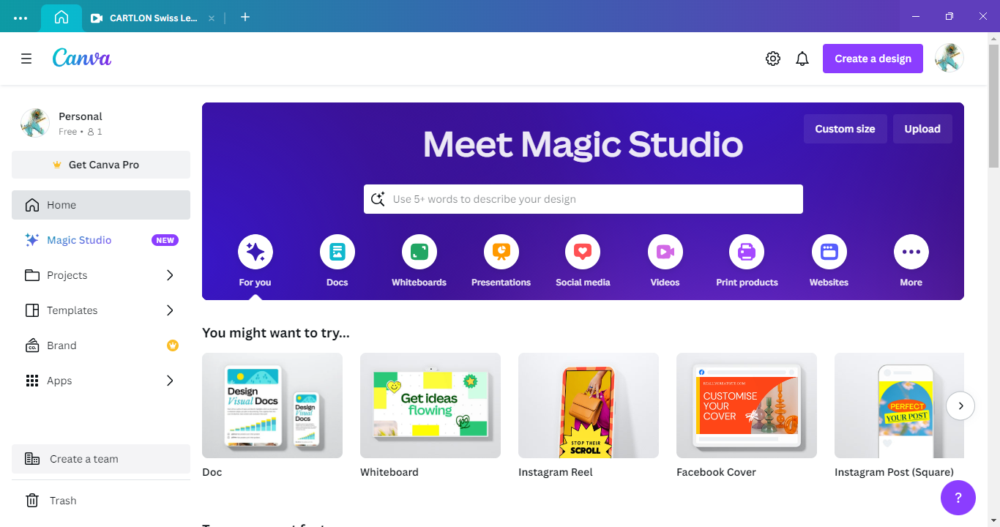 CARTLON Swiss Le...
Canva
Create a design
Personal
Free • 1
Get Canva Pro
Home
Magic Studio NEW
Projects
Templates
Brand
Apps
Create a team
Trash
Custom size
Upload
Meet Magic Studio
Use 5+ words to describe your design
For you
Docs
Whiteboards
Presentations
Social media
Videos
Print products
Websites
More
You might want to try...
Design
Visual Docs
Design
Visual
Docs
Doc
Get ideas
flowing
Whiteboard
STOP THEIR
SCROLL
Instagram Reel
REALLYGREATSITE.COM
CUSTOMISE
YOUR
COVER
Facebook Cover
PERFECT
YOUR POST
Instagram Post (Square)
?